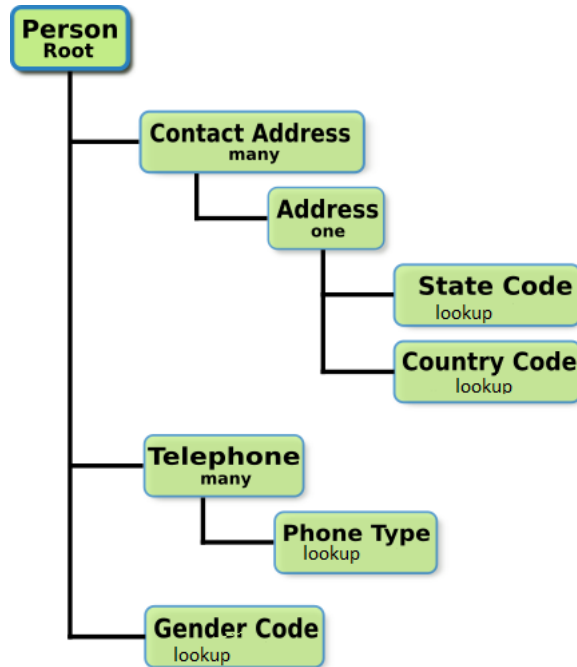 Person
Root
Contact Address
many
Address
one
State Code
lookup
Country Code
lookup
Telephone
many
Phone Type
lookup
Gender Code
lookup